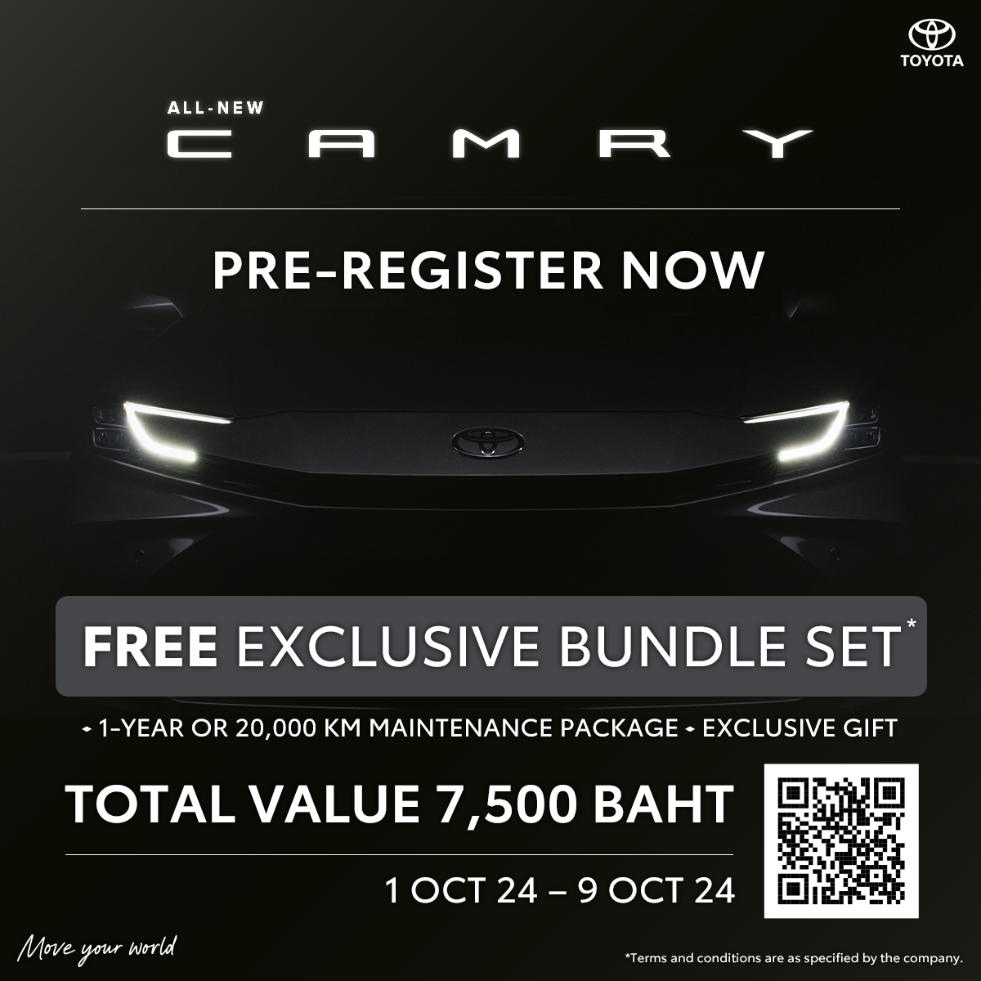 TOYOTA
ALL-NEW
CAMRY
PRE-REGISTER NOW
FREE EXCLUSIVE BUNDLE SET*
• 1-YEAR OR 20,000 KM MAINTENANCE PACKAGE • EXCLUSIVE GIFT
TOTAL VALUE 7,500 BAHT
1 OCT 24 – 9 OCT 24
Move your world
*Terms and conditions are as specified by the company.